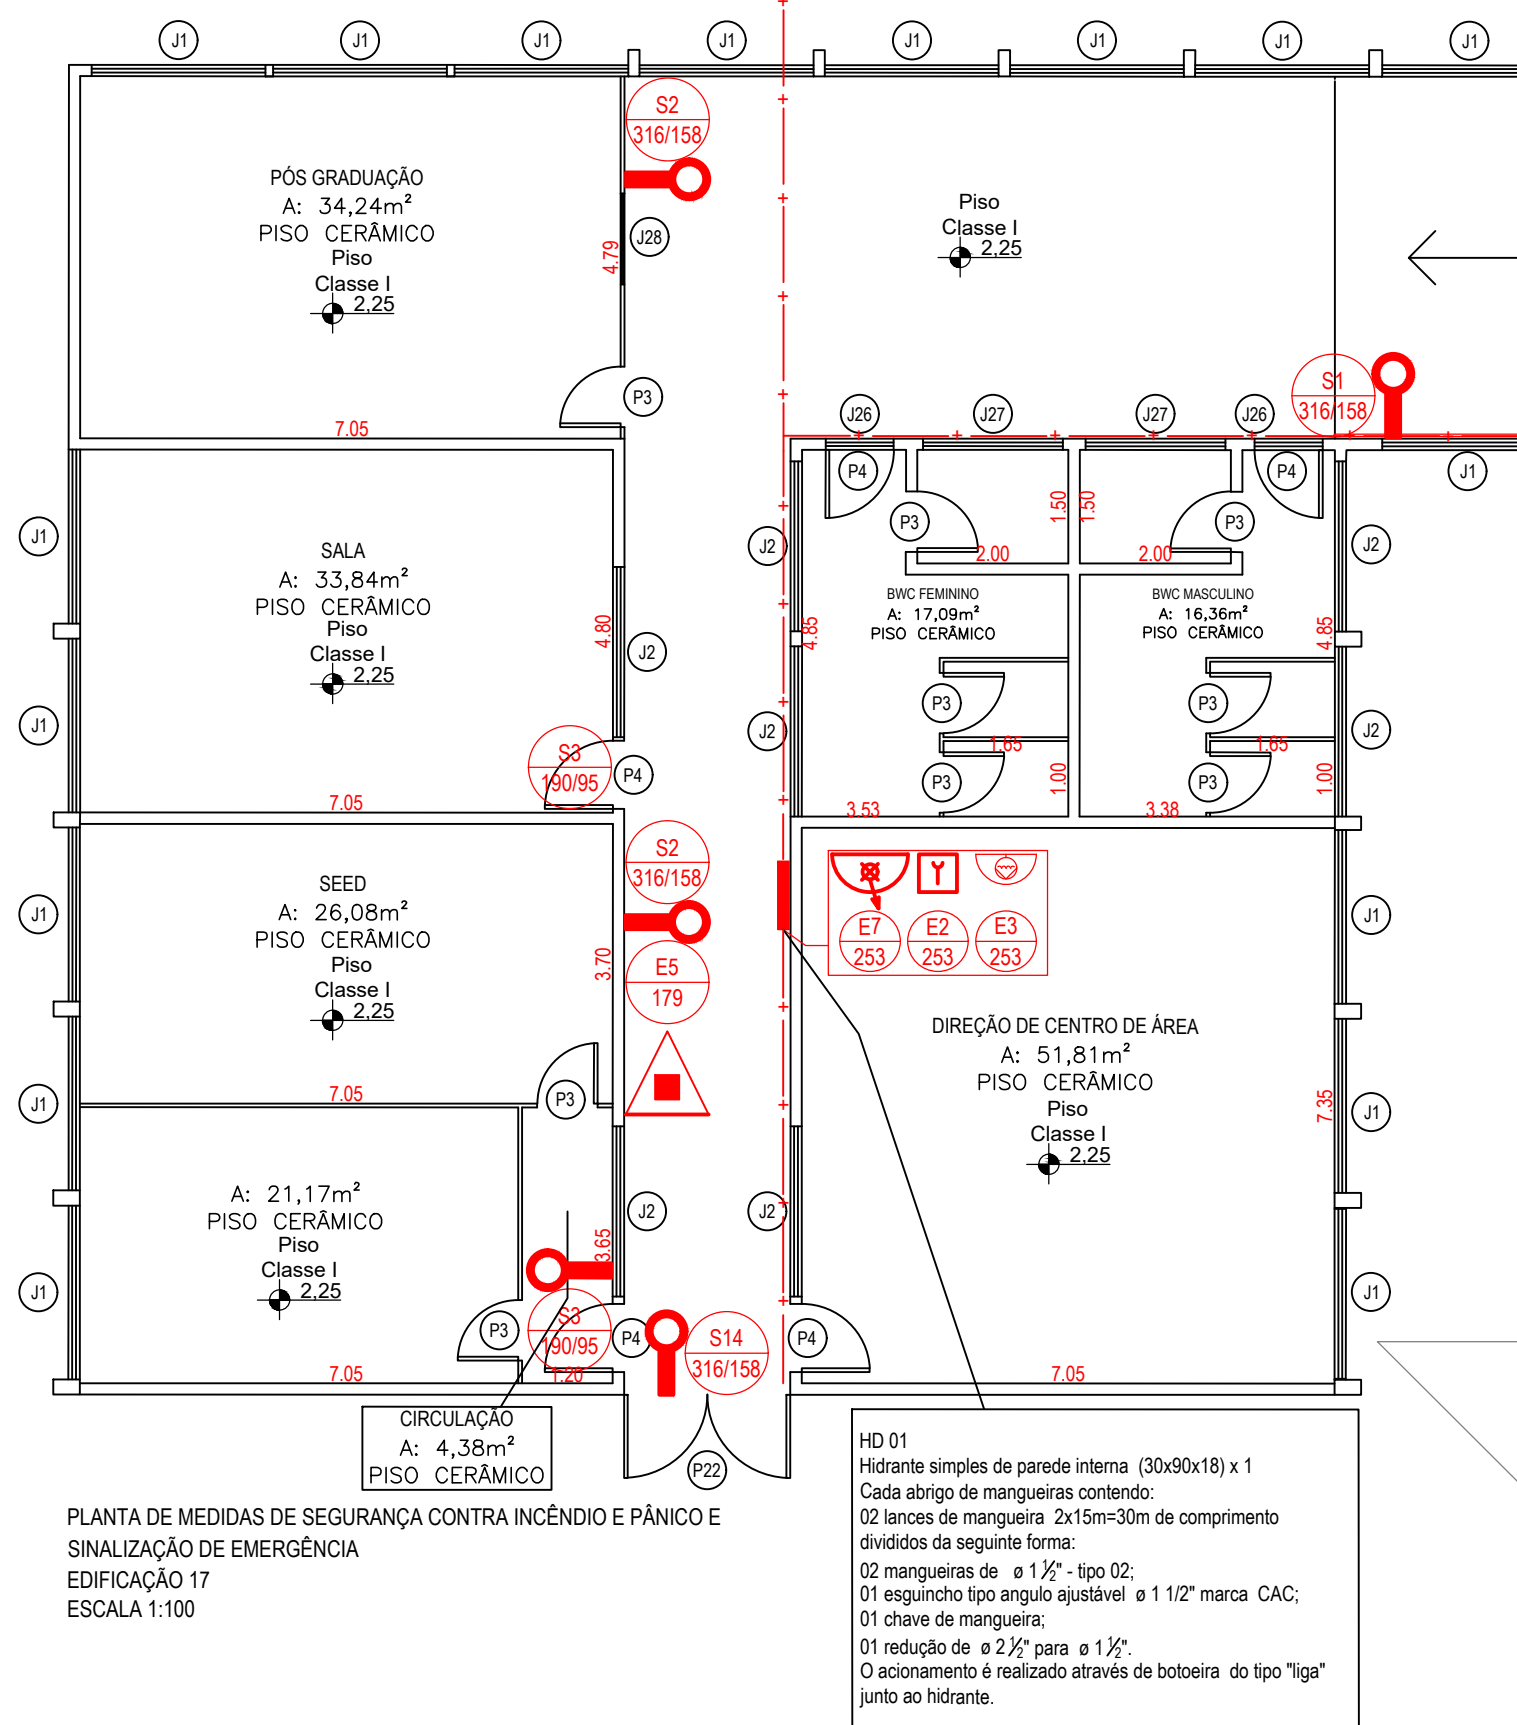 J1
J1
J1
J1
J1
J1
J1
J1
S2
316/158
PÓS GRADUAÇÃO
A: 34,24m²
PISO CERÂMICO
Piso
Classe I
2,25
4.79
J28
Piso
Classe I
2,25
P3
7.05
S1
316/158
J26
J27
J27
J26
P4
P3
1.50
1.50
P3
P4
J1
2.00
2.00
J1
SALA
A: 33,84m²
PISO CERÂMICO
Piso
Classe I
2,25
4.80
J2
J2
J2
BWC FEMININO
A: 17,09m²
PISO CERÂMICO
4.85
BWC MASCULINO
A: 16,36m²
PISO CERÂMICO
4.85
J1
J2
P3
P3
J2
S3
190/95
P4
1.65
1.65
P3
1.00
P3
1.00
7.05
3.53
3.38
S2
316/158
SEED
A: 26,08m²
PISO CERÂMICO
Piso
Classe I
2,25
J1
3.70
E5
179
E7
253
E2
253
E3
253
J1
DIREÇÃO DE CENTRO DE ÁREA
A: 51,81m²
PISO CERÂMICO
Piso
Classe I
2,25
7.35
J1
J1
7.05
P3
A: 21,17m²
PISO CERÂMICO
Piso
Classe I
2,25
J2
J2
3.65
J1
J1
P3
S3
190/95
P4
S14
316/158
P4
7.05
1.20
7.05
CIRCULAÇÃO
A: 4,38m²
PISO CERÂMICO
P22
PLANTA DE MEDIDAS DE SEGURANÇA CONTRA INCÊNDIO E PÂNICO E
SINALIZAÇÃO DE EMERGÊNCIA
EDIFICAÇÃO 17
ESCALA 1:100
HD 01
Hidrante simples de parede interna (30x90x18) x 1
Cada abrigo de mangueiras contendo:
02 lances de mangueira 2x15m=30m de comprimento
divididos da seguinte forma:
02 mangueiras de ø 1 ½" - tipo 02;
01 esguincho tipo angulo ajustável ø 1 1/2" marca CAC;
01 chave de mangueira;
01 redução de ø 2 ½" para ø 1 ½".
O acionamento é realizado através de botoeira do tipo "liga"
junto ao hidrante.